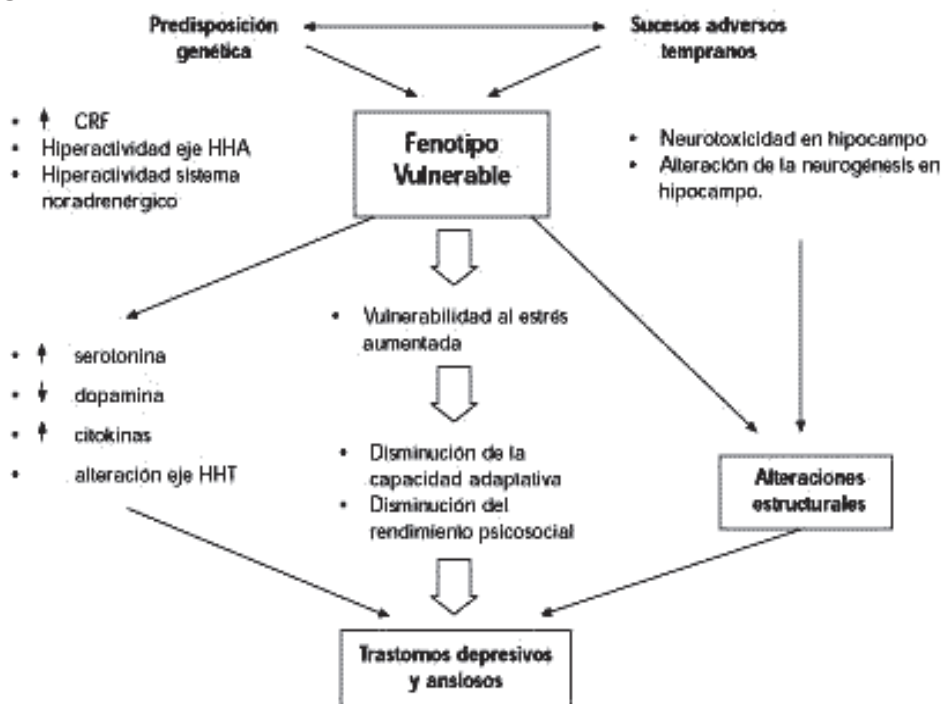 Predisposición
genética
Sucesos adversos
tempranos
• ↑ CRF
• Hiperactividad eje HHA
• Hiperactividad sistema
noradrenérgico
Fenotipo
Vulnerable
• Neurotoxicidad en hipocampo
• Alteración de la neurogénesis en
hipocampo.
• Vulnerabilidad al estrés
aumentada
• ↑ serotonina
• ↓ dopamina
• ↑ citokinas
• alteración eje HHT
• Disminución de la
capacidad adaptativa
• Disminución del
rendimiento psicosocial
Alteraciones
estructurales
Trastornos depresivos
y ansiosos